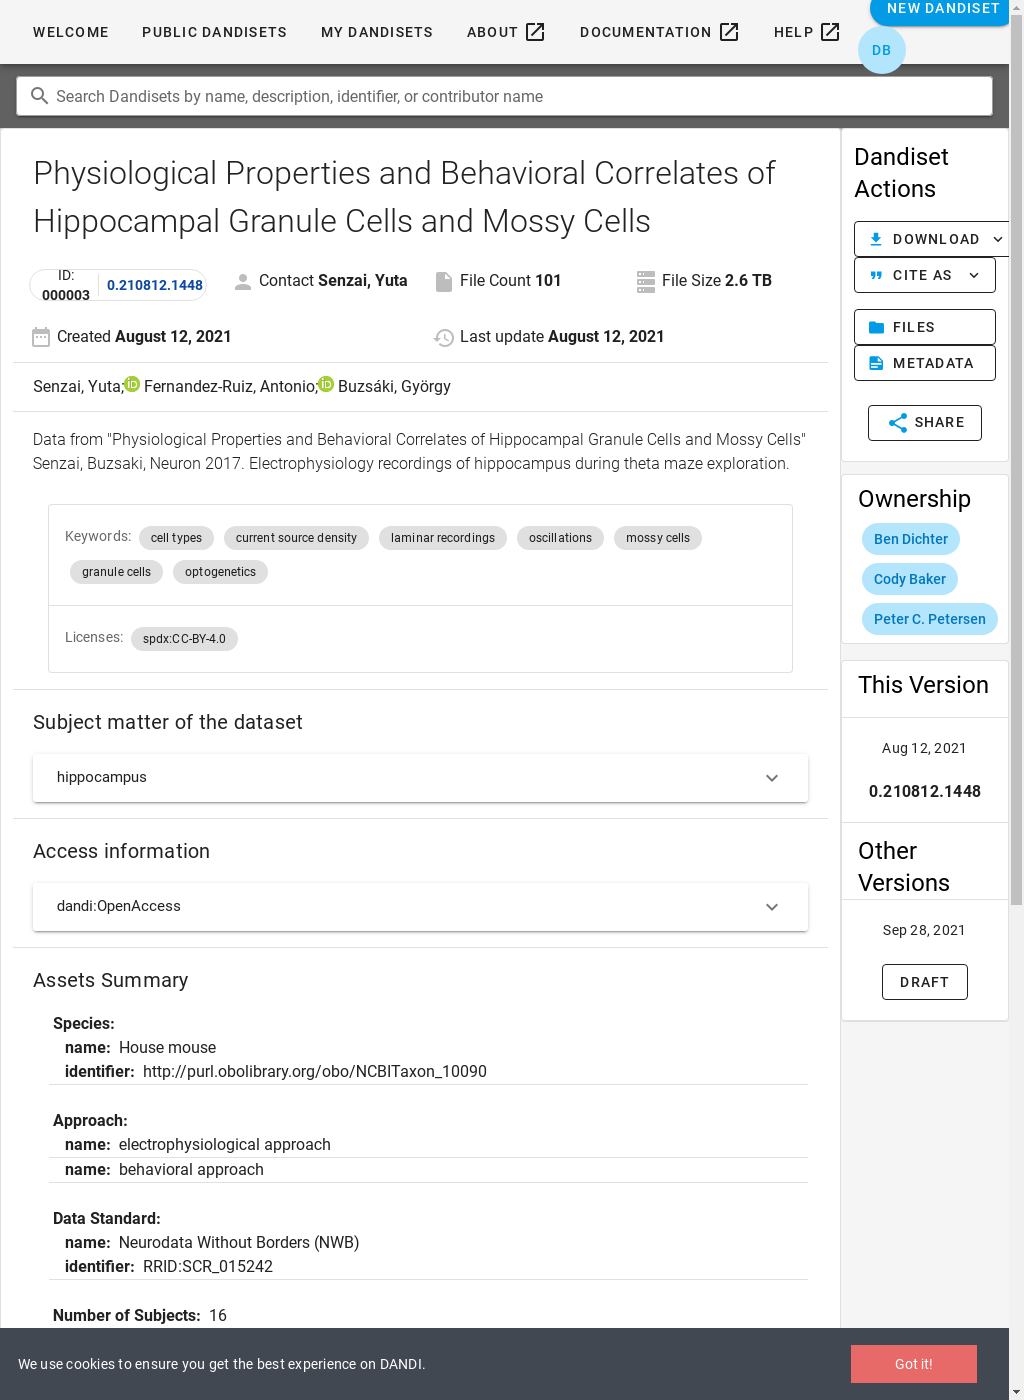 WELCOME
PUBLIC DANDISETS
MY DANDISETS
ABOUT
DOCUMENTATION
HELP
NEW DANDISET
DB
Search Dandisets by name, description, identifier, or contributor name
Physiological Properties and Behavioral Correlates of
Hippocampal Granule Cells and Mossy Cells
ID:
000003
0.210812.1448
Contact Senzai, Yuta
File Count 101
File Size 2.6 TB
Created August 12, 2021
Last update August 12, 2021
Senzai, Yuta; Fernandez-Ruiz, Antonio; Buzsáki, György
Data from "Physiological Properties and Behavioral Correlates of Hippocampal Granule Cells and Mossy Cells"
Senzai, Buzsaki, Neuron 2017. Electrophysiology recordings of hippocampus during theta maze exploration.
Keywords: cell types current source density laminar recordings oscillations mossy cells
granule cells optogenetics
Licenses: spdx:CC-BY-4.0
Subject matter of the dataset
hippocampus
Access information
dandi:OpenAccess
Assets Summary
Species:
name: House mouse
identifier: http://purl.obolibrary.org/obo/NCBITaxon_10090
Approach:
name: electrophysiological approach
name: behavioral approach
Data Standard:
name: Neurodata Without Borders (NWB)
identifier: RRID:SCR_015242
Number of Subjects: 16
Dandiset
Actions
DOWNLOAD
CITE AS
FILES
METADATA
SHARE
Ownership
Ben Dichter
Cody Baker
Peter C. Petersen
This Version
Aug 12, 2021
0.210812.1448
Other
Versions
Sep 28, 2021
DRAFT
We use cookies to ensure you get the best experience on DANDI.
Got it!